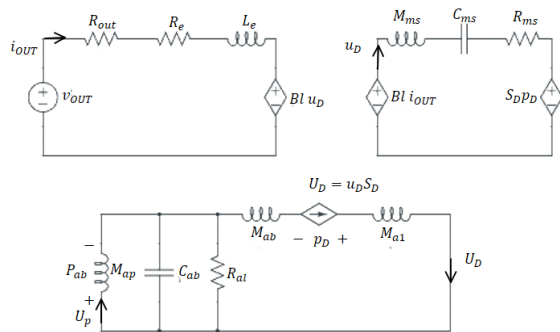 R_out R_e L_e
i_OUT
v_OUT
+
−
Bl u_D
+
−
M_ms C_ms R_ms
u_D
Bl i_OUT
+
−
S_D p_D
+
−
U_D = u_D S_D
M_ab − p_D + M_a1
−
P_ab M_ap C_ab R_al
+
U_p
U_D